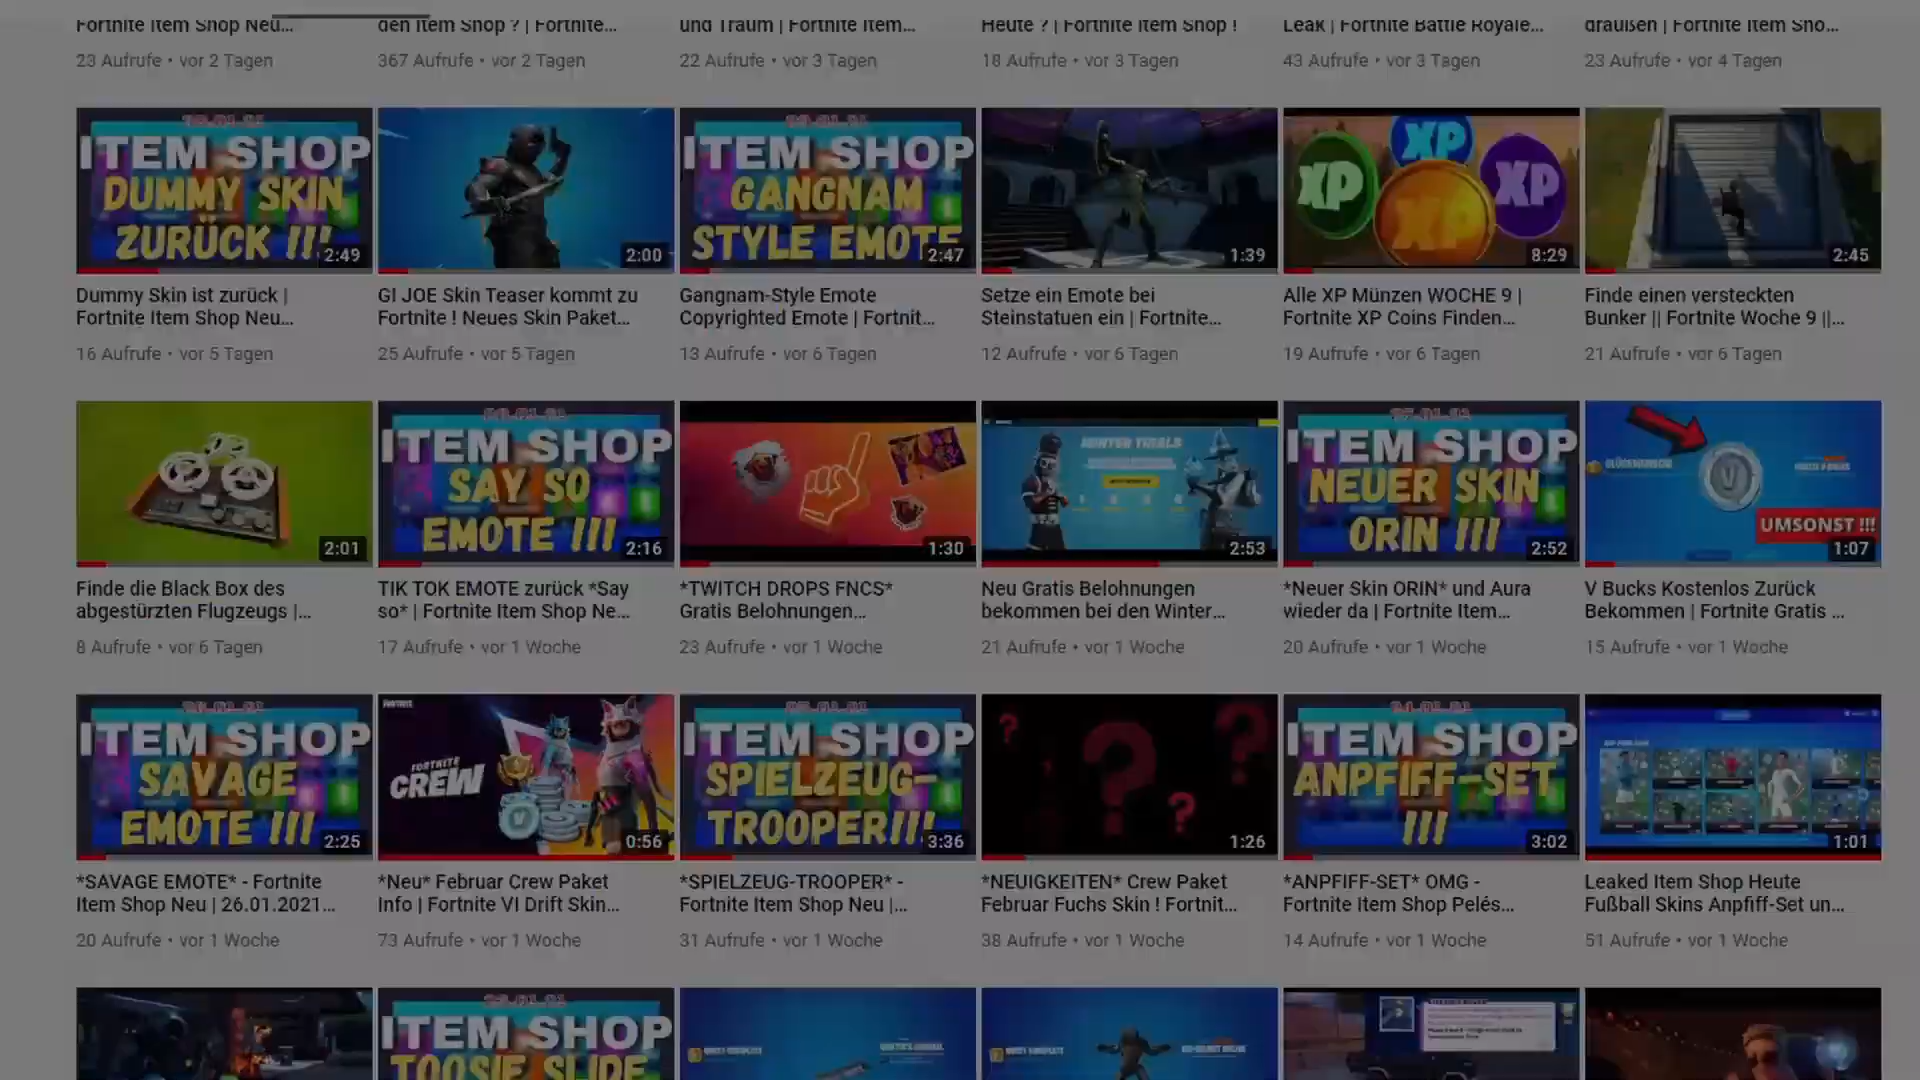 Fortnite Item Shop Neu...
den Item Shop ? | Fortnite...
und Traum | Fortnite Item...
Heute ? | Fortnite Item Shop !
Leak | Fortnite Battle Royale...
draußen | Fortnite Item Sho...
23 Aufrufe • vor 2 Tagen
367 Aufrufe • vor 2 Tagen
22 Aufrufe • vor 3 Tagen
18 Aufrufe • vor 3 Tagen
43 Aufrufe • vor 3 Tagen
23 Aufrufe • vor 4 Tagen
ITEM SHOP
DUMMY SKIN
ZURÜCK !!!
2:49
2:00
ITEM SHOP
GANGNAM
STYLE EMOTE
2:47
1:39
XP
XP
XP
XP
8:29
2:45
Dummy Skin ist zurück |
Fortnite Item Shop Neu...
16 Aufrufe • vor 5 Tagen
GI JOE Skin Teaser kommt zu
Fortnite ! Neues Skin Paket...
25 Aufrufe • vor 5 Tagen
Gangnam-Style Emote
Copyrighted Emote | Fortnit...
13 Aufrufe • vor 6 Tagen
Setze ein Emote bei
Steinstatuen ein | Fortnite...
12 Aufrufe • vor 6 Tagen
Alle XP Münzen WOCHE 9 |
Fortnite XP Coins Finden...
19 Aufrufe • vor 6 Tagen
Finde einen versteckten
Bunker || Fortnite Woche 9 ||...
21 Aufrufe • vor 6 Tagen
2:01
ITEM SHOP
SAY SO
EMOTE !!!
2:16
1:30
WINTER TRIALS
2:53
ITEM SHOP
NEUER SKIN
ORIN !!!
2:52
V
UMSONST !!!
1:07
Finde die Black Box des
abgestürzten Flugzeugs |...
8 Aufrufe • vor 6 Tagen
TIK TOK EMOTE zurück *Say
so* | Fortnite Item Shop Ne...
17 Aufrufe • vor 1 Woche
*TWITCH DROPS FNCS*
Gratis Belohnungen...
23 Aufrufe • vor 1 Woche
Neu Gratis Belohnungen
bekommen bei den Winter...
21 Aufrufe • vor 1 Woche
*Neuer Skin ORIN* und Aura
wieder da | Fortnite Item...
20 Aufrufe • vor 1 Woche
V Bucks Kostenlos Zurück
Bekommen | Fortnite Gratis ...
15 Aufrufe • vor 1 Woche
ITEM SHOP
SAVAGE
EMOTE !!!
2:25
FORTNITE
FORTNITE
CREW
0:56
ITEM SHOP
SPIELZEUG-
TROOPER!!!
3:36
? ? ? ?
1:26
ITEM SHOP
ANPFIFF-SET
!!!
3:02
1:01
*SAVAGE EMOTE* - Fortnite
Item Shop Neu | 26.01.2021...
20 Aufrufe • vor 1 Woche
*Neu* Februar Crew Paket
Info | Fortnite VI Drift Skin...
73 Aufrufe • vor 1 Woche
*SPIELZEUG-TROOPER* -
Fortnite Item Shop Neu |...
31 Aufrufe • vor 1 Woche
*NEUIGKEITEN* Crew Paket
Februar Fuchs Skin ! Fortnit...
38 Aufrufe • vor 1 Woche
*ANPFIFF-SET* OMG -
Fortnite Item Shop Pelés...
14 Aufrufe • vor 1 Woche
Leaked Item Shop Heute
Fußball Skins Anpfiff-Set un...
51 Aufrufe • vor 1 Woche
ITEM SHOP
TOOSIE SLIDE